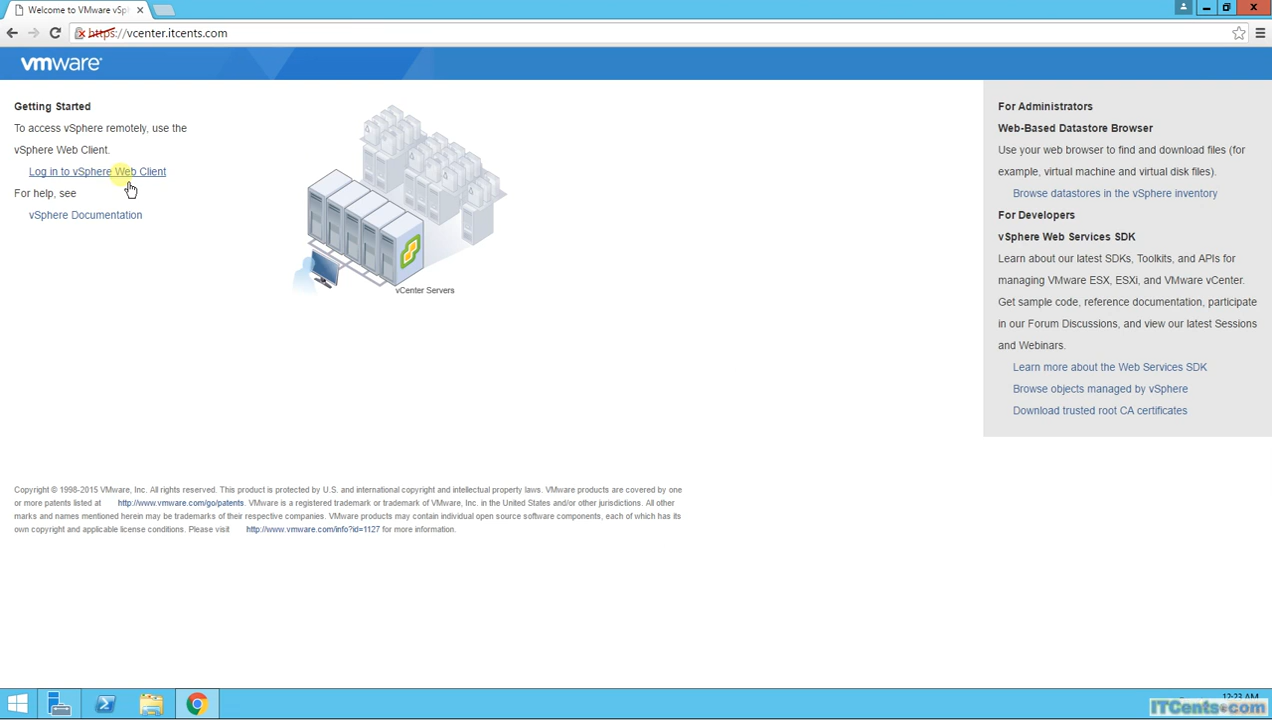 Welcome to VMware vSp
https://vcenter.itcents.com
vmware
Getting Started
To access vSphere remotely, use the
vSphere Web Client.
Log in to vSphere Web Client
For help, see
vSphere Documentation
vCenter Servers
For Administrators
Web-Based Datastore Browser
Use your web browser to find and download files (for
example, virtual machine and virtual disk files).
Browse datastores in the vSphere inventory
For Developers
vSphere Web Services SDK
Learn about our latest SDKs, Toolkits, and APIs for
managing VMware ESX, ESXi, and VMware vCenter.
Get sample code, reference documentation, participate
in our Forum Discussions, and view our latest Sessions
and Webinars.
Learn more about the Web Services SDK
Browse objects managed by vSphere
Download trusted root CA certificates
Copyright © 1998-2015 VMware, Inc. All rights reserved. This product is protected by U.S. and international copyright and intellectual property laws. VMware products are covered by one
or more patents listed at http://www.vmware.com/go/patents. VMware is a registered trademark or trademark of VMware, Inc. in the United States and/or other jurisdictions. All other
marks and names mentioned herein may be trademarks of their respective companies. VMware products may contain individual open source software components, each of which has its
own copyright and applicable license conditions. Please visit http://www.vmware.com/info?id=1127 for more information.
12:23 AM
ITCents.com